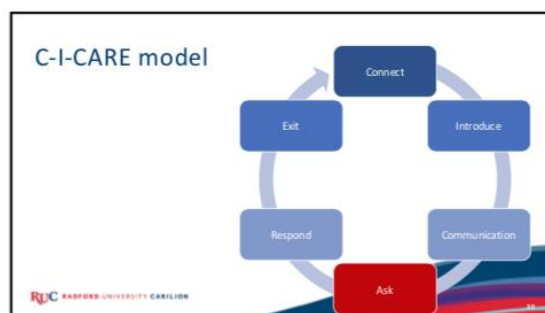 C-I-CARE model
Connect
Introduce
Communication
Ask
Respond
Exit
RUC RADFORD UNIVERSITY CARILION